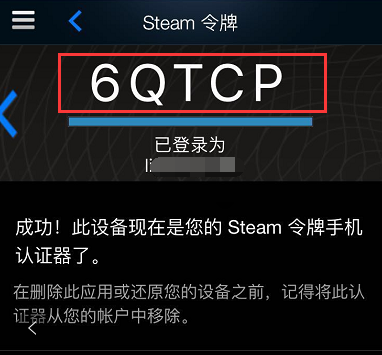 Steam 令牌
6QTCP
已登录为
成功！此设备现在是您的 Steam 令牌手机
认证器了。
在删除此应用或还原您的设备之前，记得将此认
证器从您的帐户中移除。